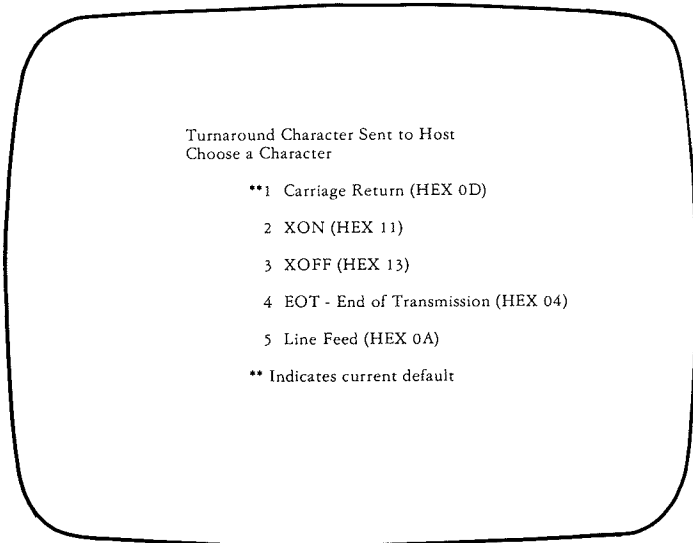 Turnaround Character Sent to Host
Choose a Character
**1 Carriage Return (HEX 0D)
2 XON (HEX 11)
3 XOFF (HEX 13)
4 EOT - End of Transmission (HEX 04)
5 Line Feed (HEX 0A)
** Indicates current default